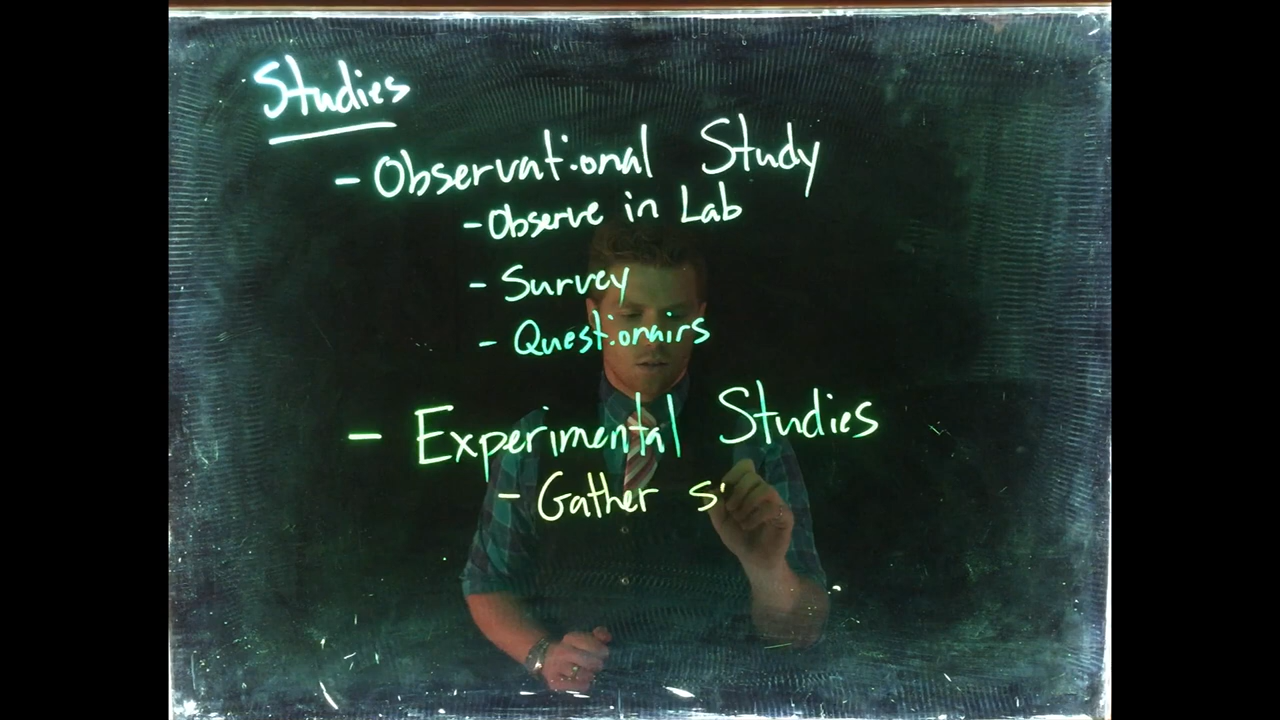 Studies
- Observational Study
- Observe in Lab
- Survey
- Questionairs
- Experimental Studies
- Gather